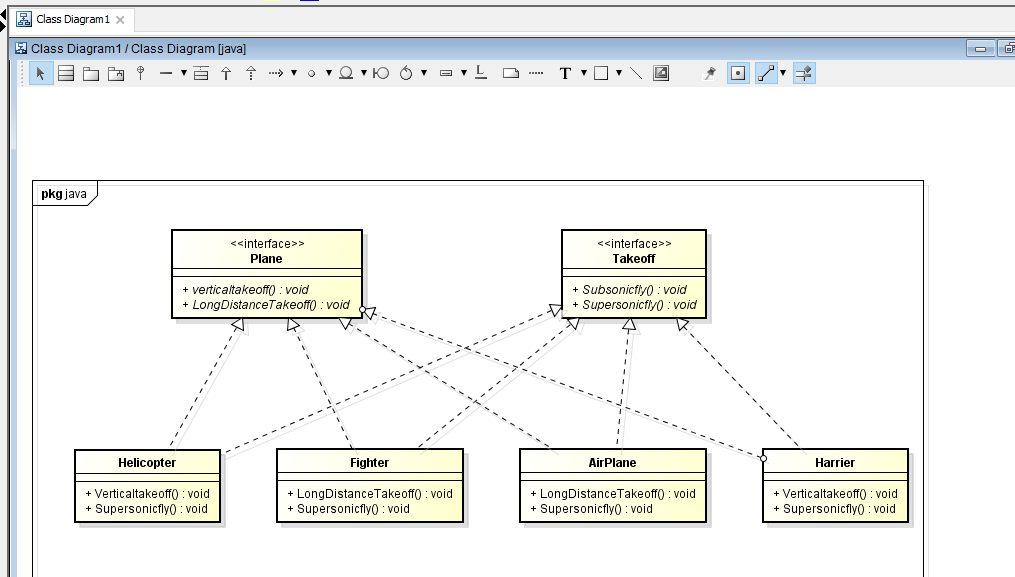 Class Diagram1
Class Diagram1 / Class Diagram [java]
T
pkg java
<<interface>>
Plane
+ verticaltakeoff() : void
+ LongDistanceTakeoff() : void
<<interface>>
Takeoff
+ Subsonicfly() : void
+ Supersonicfly() : void
Helicopter
+ Verticaltakeoff() : void
+ Supersonicfly() : void
Fighter
+ LongDistanceTakeoff() : void
+ Supersonicfly() : void
AirPlane
+ LongDistanceTakeoff() : void
+ Supersonicfly() : void
Harrier
+ Verticaltakeoff() : void
+ Supersonicfly() : void